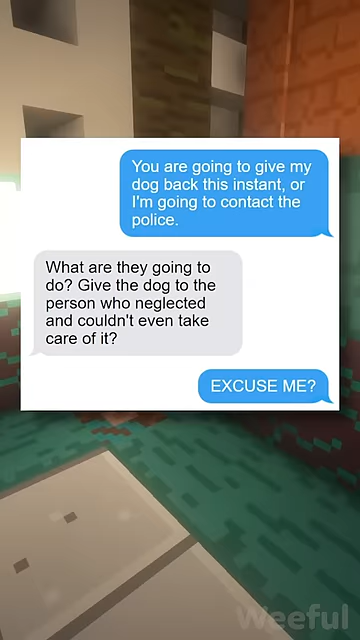 You are going to give my
dog back this instant, or
I'm going to contact the
police.
What are they going to
do? Give the dog to the
person who neglected
and couldn't even take
care of it?
EXCUSE ME?
Weeful